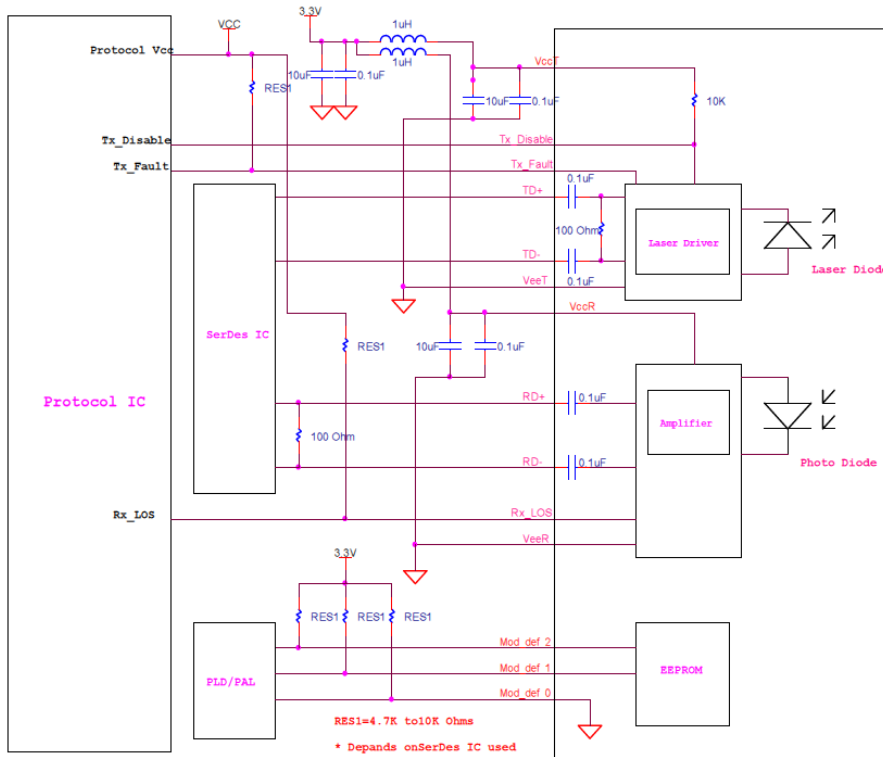 3.3V
VCC
1uH
1uH
Protocol Vcc
VccT
RES1
10uF
0.1uF
10uF
0.1uF
10K
Tx_Disable
Tx_Disable
Tx_Fault
Tx_Fault
0.1uF
TD+
100 Ohm
Laser Driver
TD-
Laser Diode
VeeT
0.1uF
VccR
SerDes IC
RES1
10uF
0.1uF
Protocol IC
RD+
0.1uF
Amplifier
100 Ohm
RD-
0.1uF
Photo Diode
Rx_LOS
Rx_LOS
VeeR
3.3V
RES1
RES1
RES1
Mod def 2
PLD/PAL
Mod_def 1
EEPROM
Mod_def 0
RES1=4.7K to10K Ohms
* Depands onSerDes IC used